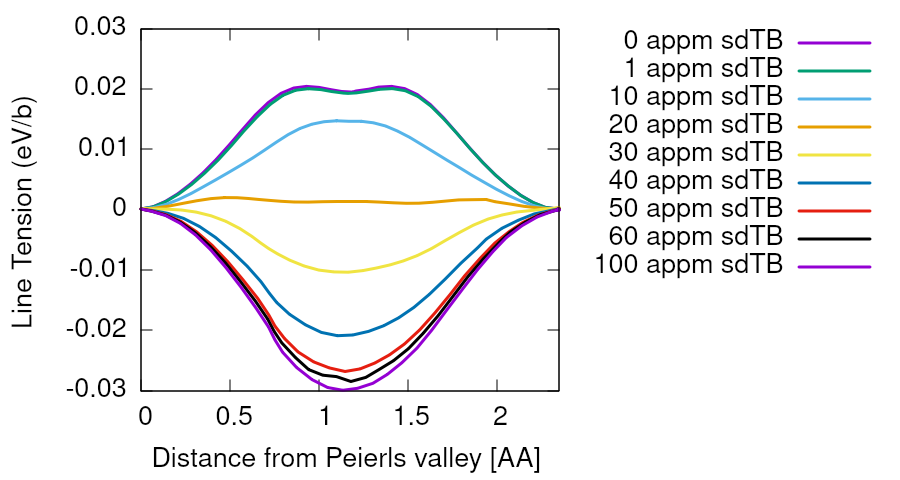 0.03
0.02
0.01
0
-0.01
-0.02
-0.03
Line Tension (eV/b)
0
0.5
1
1.5
2
Distance from Peierls valley [AA]
0 appm sdTB
1 appm sdTB
10 appm sdTB
20 appm sdTB
30 appm sdTB
40 appm sdTB
50 appm sdTB
60 appm sdTB
100 appm sdTB